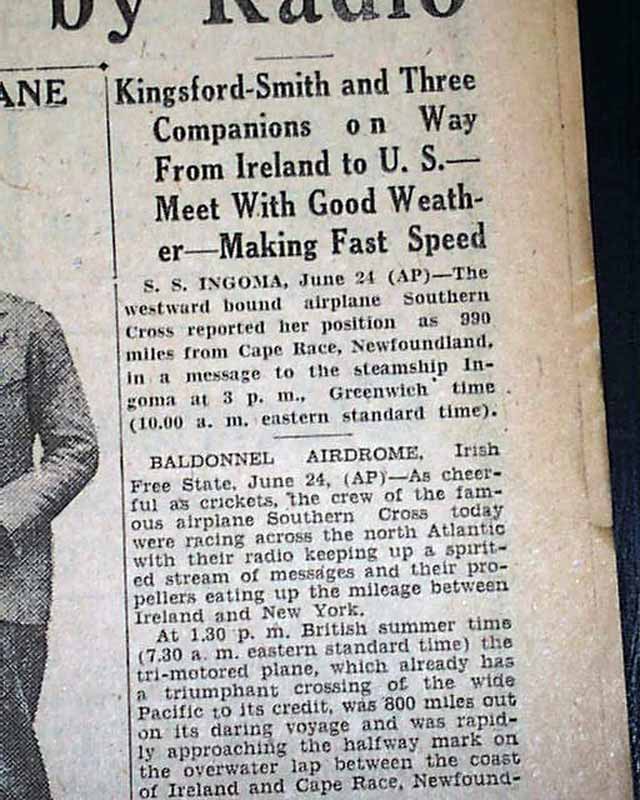 by Radio
ANE
Kingsford-Smith and Three
Companions on Way
From Ireland to U. S.—
Meet With Good Weath-
er—Making Fast Speed
S. S. INGOMA, June 24 (AP)—The
westward bound airplane Southern
Cross reported her position as 990
miles from Cape Race, Newfoundland,
in a message to the steamship In-
goma at 3 p. m., Greenwich time
(10.00 a. m. eastern standard time).
BALDONNEL AIRDROME, Irish
Free State, June 24, (AP)—As cheer-
ful as crickets, the crew of the fam-
ous airplane Southern Cross today
were racing across the north Atlantic
with their radio keeping up a spirit-
ed stream of messages and their pro-
pellers eating up the mileage between
Ireland and New York.
At 1.30 p. m. British summer time
(7.30 a. m. eastern standard time) the
tri-motored plane, which already has
a triumphant crossing of the wide
Pacific to its credit, was 800 miles out
on its daring voyage and was rapid-
ly approaching the halfway mark on
the overwater lap between the coast
of Ireland and Cape Race, Newfound-